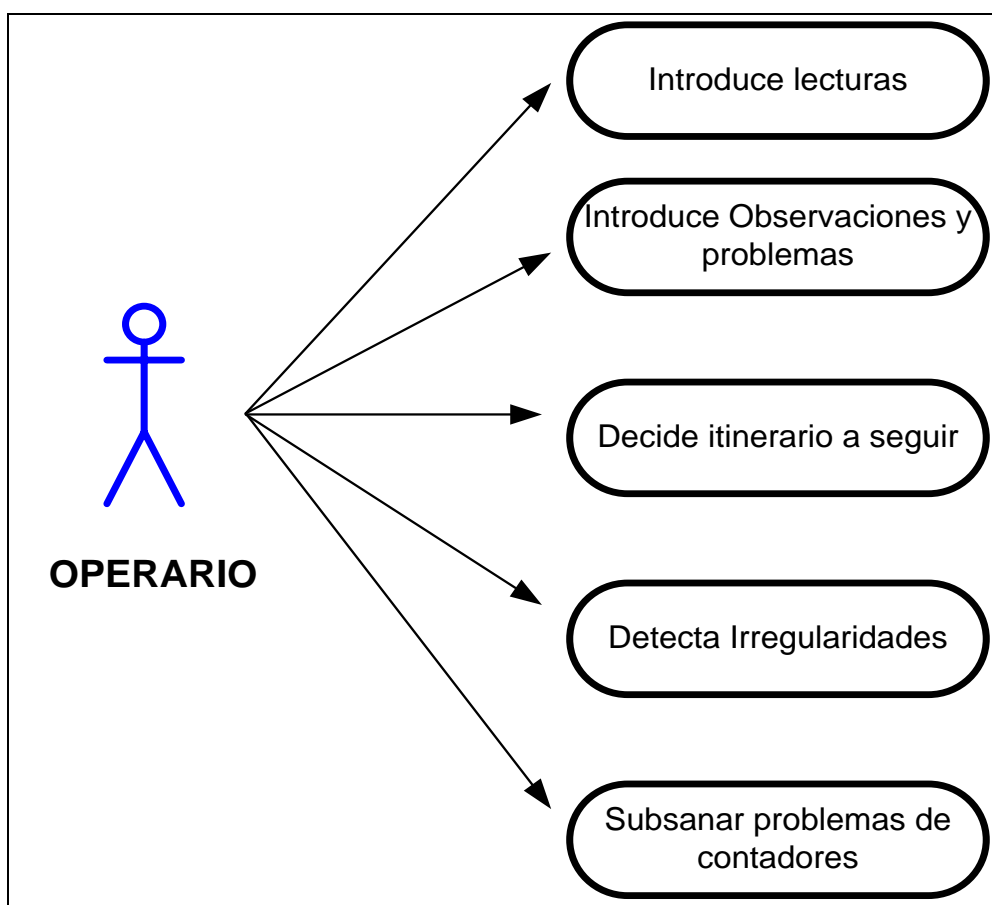 Introduce lecturas
Introduce Observaciones y
problemas
Decide itinerario a seguir
OPERARIO
Detecta Irregularidades
Subsanar problemas de
contadores